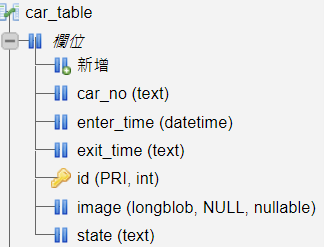 car_table
欄位
新增
car_no (text)
enter_time (datetime)
exit_time (text)
id (PRI, int)
image (longblob, NULL, nullable)
state (text)